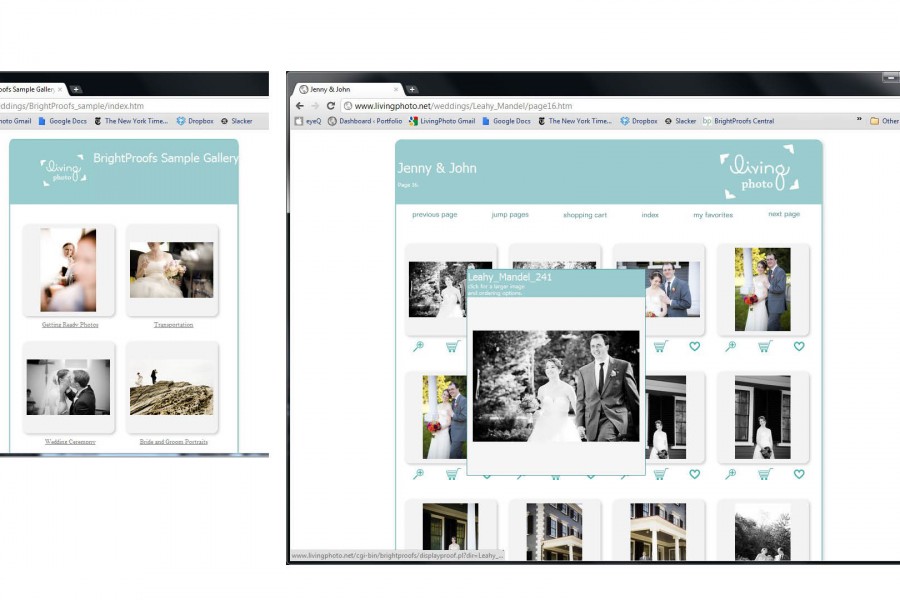 oofs Sample Gallery
ddings/BrightProofs_sample/index.htm
hoto Gmail Google Docs The New York Time... Dropbox Slacker
living
photo
BrightProofs Sample Gallery
Getting Ready Photos Transportation
Wedding Ceremony Bride and Groom Portraits
Jenny & John
www.livingphoto.net/weddings/Leahy_Mandel/page16.htm
eyeQ Dashboard ‹ Portfolio LivingPhoto Gmail Google Docs The New York Time... Dropbox Slacker bp BrightProofs Central » Other
Jenny & John
Page 16
living
photo
previous page jump pages shopping cart index my favorites next page
Leahy_Mandel_241
click for a larger image
and ordering options
www.livingphoto.net/cgi-bin/brightproofs/displayproof.pl?dir=Leahy_...